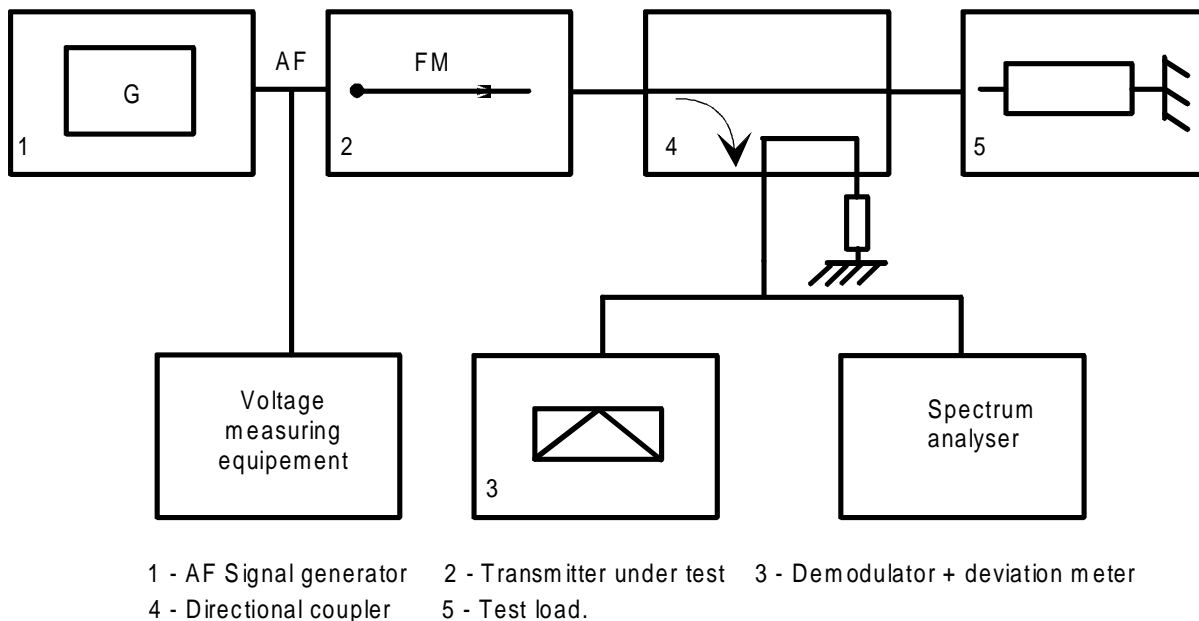 AF
FM
G
1
2
4
5
Voltage
measuring
equipement
3
Spectrum
analyser
1 - AF Signal generator 2 - Transmitter under test 3 - Demodulator + deviation meter
4 - Directional coupler 5 - Test load.